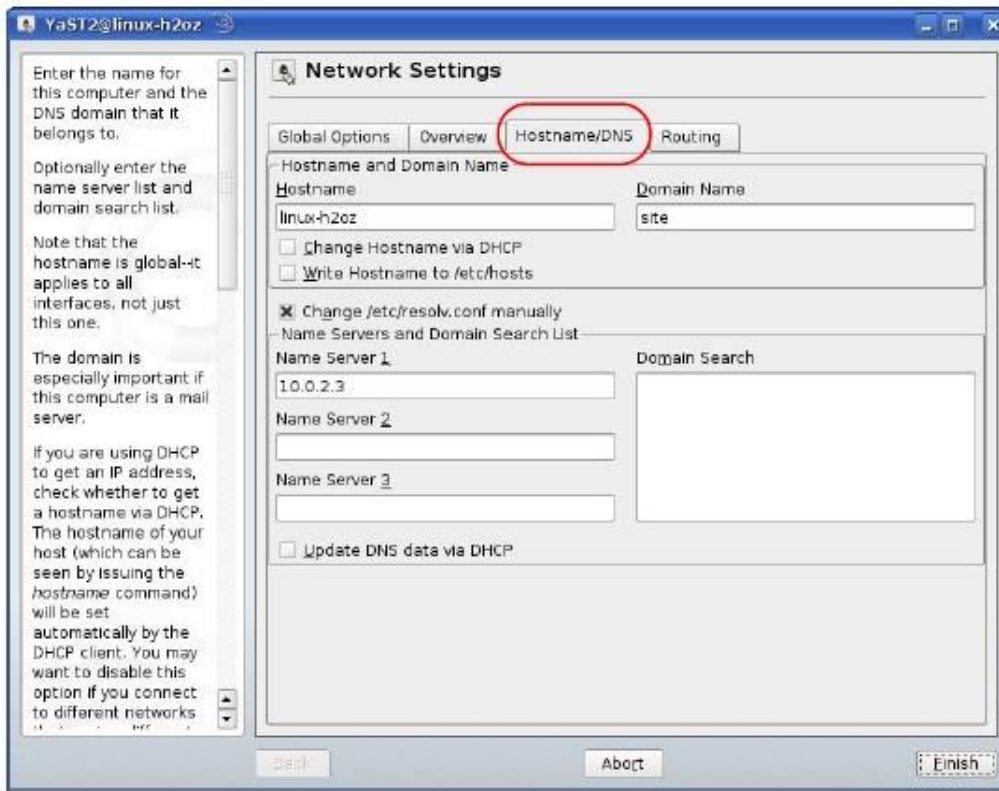 YaST2@linux-h2oz
Enter the name for
this computer and the
DNS domain that it
belongs to.
Optionally enter the
name server list and
domain search list.
Note that the
hostname is global--it
applies to all
interfaces, not just
this one.
The domain is
especially important if
this computer is a mail
server.
If you are using DHCP
to get an IP address,
check whether to get
a hostname via DHCP.
The hostname of your
host (which can be
seen by issuing the
hostname command)
will be set
automatically by the
DHCP client. You may
want to disable this
option if you connect
to different networks
Network Settings
Global Options Overview Hostname/DNS Routing
Hostname and Domain Name
Hostname Domain Name
linux-h2oz site
Change Hostname via DHCP
Write Hostname to /etc/hosts
Change /etc/resolv.conf manually
Name Servers and Domain Search List
Name Server 1 Domain Search
10.0.2.3
Name Server 2
Name Server 3
Update DNS data via DHCP
Back Abort Finish